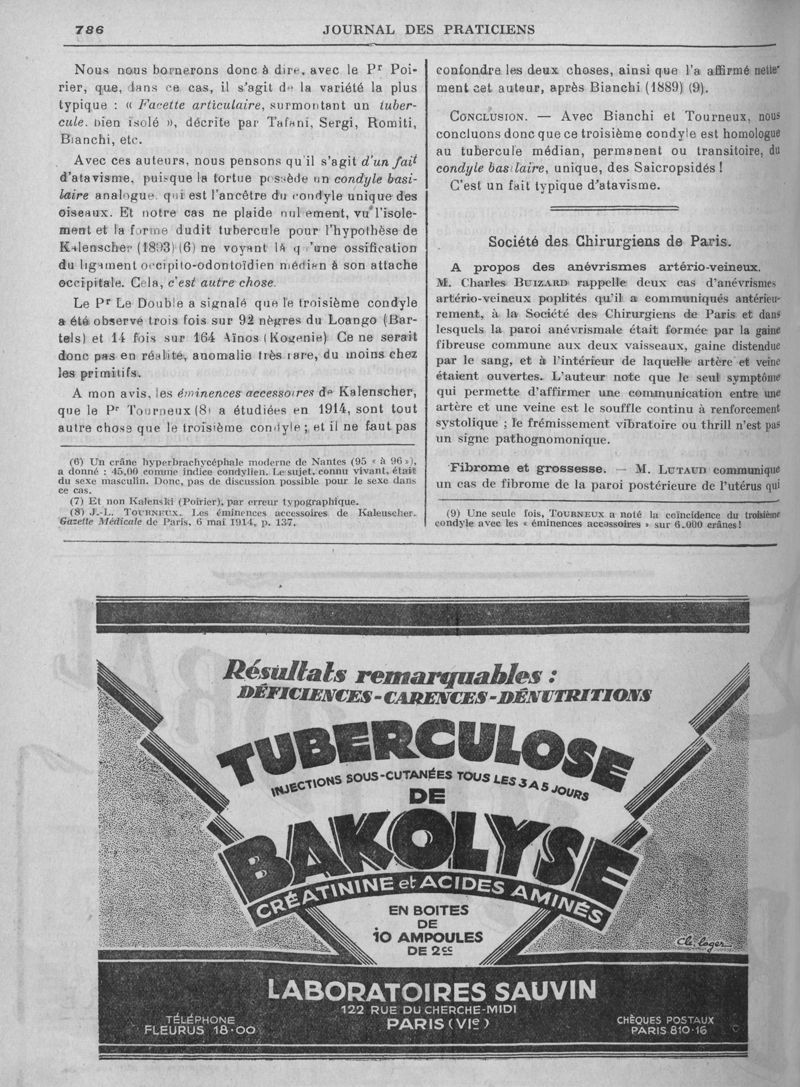 786
JOURNAL DES PRATICIENS
Nous nous bornerons donc à dire, avec le Pr Poi-
rier, que, dans ce cas, il s'agit de la variété la plus
typique : « Facette articulaire, surmontant un tuber-
cule, bien isolé », décrite par Tafani, Sergi, Romiti,
Bianchi, etc.
Avec ces auteurs, nous pensons qu'il s'agit d'un fait
d'atavisme, puisque la tortue possède un condyle basi-
laire analogue, qui est l'ancêtre du condyle unique des
oiseaux. Et notre cas ne plaide nullement, vu l'isole-
ment et la forme dudit tubercule pour l'hypothèse de
Kalenscher (1893) (6) ne voyant là qu'une ossification
du ligament occipito-odontoïdien médian à son attache
occipitale. Cela, c'est autre chose.
Le Pr Le Double a signalé que le troisième condyle
a été observé trois fois sur 92 nègres du Loango (Bar-
tels) et 14 fois sur 164 Aïnos (Kogenie) Ce ne serait
donc pas en réalité, anomalie très rare, du moins chez
les primitifs.
A mon avis, les éminences accessoires de Kalenscher,
que le Pr Tourneux (8) a étudiées en 1914, sont tout
autre chose que le troisième condyle ; et il ne faut pas
(6) Un crâne hyperbrachycéphale moderne de Nantes (95 « à 96 »),
a donné : 45,00 comme indice condylien. Le sujet, connu vivant, était
du sexe masculin. Donc, pas de discussion possible pour le sexe dans
ce cas.
(7) Et non Kalenski (Poirier), par erreur typographique.
(8) J.-L. TOURNEUX. Les éminences accessoires de Kaleuscher.
Gazette Médicale de Paris, 6 mai 1914, p. 137.
confondre les deux choses, ainsi que l'a affirmé nette-
ment cet auteur, après Bianchi (1889) (9).
CONCLUSION. — Avec Bianchi et Tourneux, nous
concluons donc que ce troisième condyle est homologue
au tubercule médian, permanent ou transitoire, du
condyle basilaire, unique, des Saicropsidés !
C'est un fait typique d'atavisme.
Société des Chirurgiens de Paris.
A propos des anévrismes artério-veineux.
M. Charles BUIZARD rappelle deux cas d'anévrismes
artério-veineux poplités qu'il a communiqués antérieu-
rement, à la Société des Chirurgiens de Paris et dans
lesquels la paroi anévrismale était formée par la gaine
fibreuse commune aux deux vaisseaux, gaine distendue
par le sang, et à l'intérieur de laquelle artère et veine
étaient ouvertes. L'auteur note que le seul symptôme
qui permette d'affirmer une communication entre une
artère et une veine est le souffle continu à renforcement
systolique ; le frémissement vibratoire ou thrill n'est pas
un signe pathognomonique.
Fibrome et grossesse. — M. LUTAUD communique
un cas de fibrome de la paroi postérieure de l'utérus qui
(9) Une seule fois, TOURNEUX a noté la coïncidence du troisième
condyle avec les « éminences accessoires » sur 6.000 crânes !
Résultats remarquables :
DÉFICIENCES - CARENCES - DÉNUTRITIONS
TUBERCULOSE
INJECTIONS SOUS-CUTANÉES TOUS LES 3 A 5 JOURS
DE
BAKOLYSE
CRÉATININE et ACIDES AMINÉS
EN BOITES
DE
10 AMPOULES
DE 2cc
Ch. Loger
LABORATOIRES SAUVIN
122 RUE DU CHERCHE-MIDI
PARIS (VIe)
TÉLÉPHONE
FLEURUS 18-00
CHÈQUES POSTAUX
PARIS 810-16